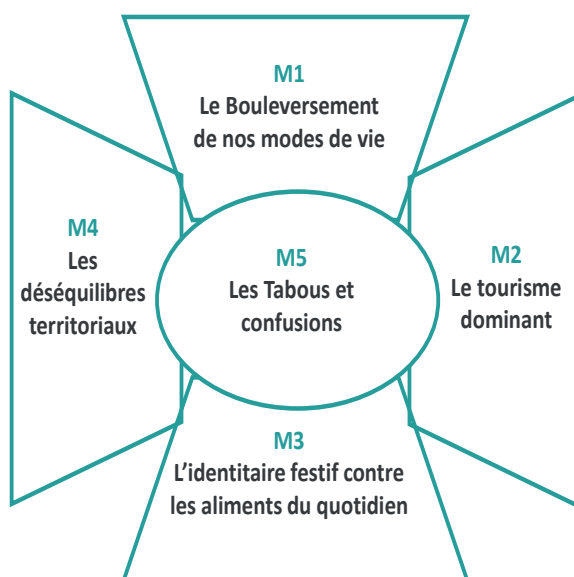 M1
Le Bouleversement
de nos modes de vie
M4
Les
déséquilibres
territoriaux
M5
Les Tabous et
confusions
M2
Le tourisme
dominant
M3
L’identitaire festif contre
les aliments du quotidien